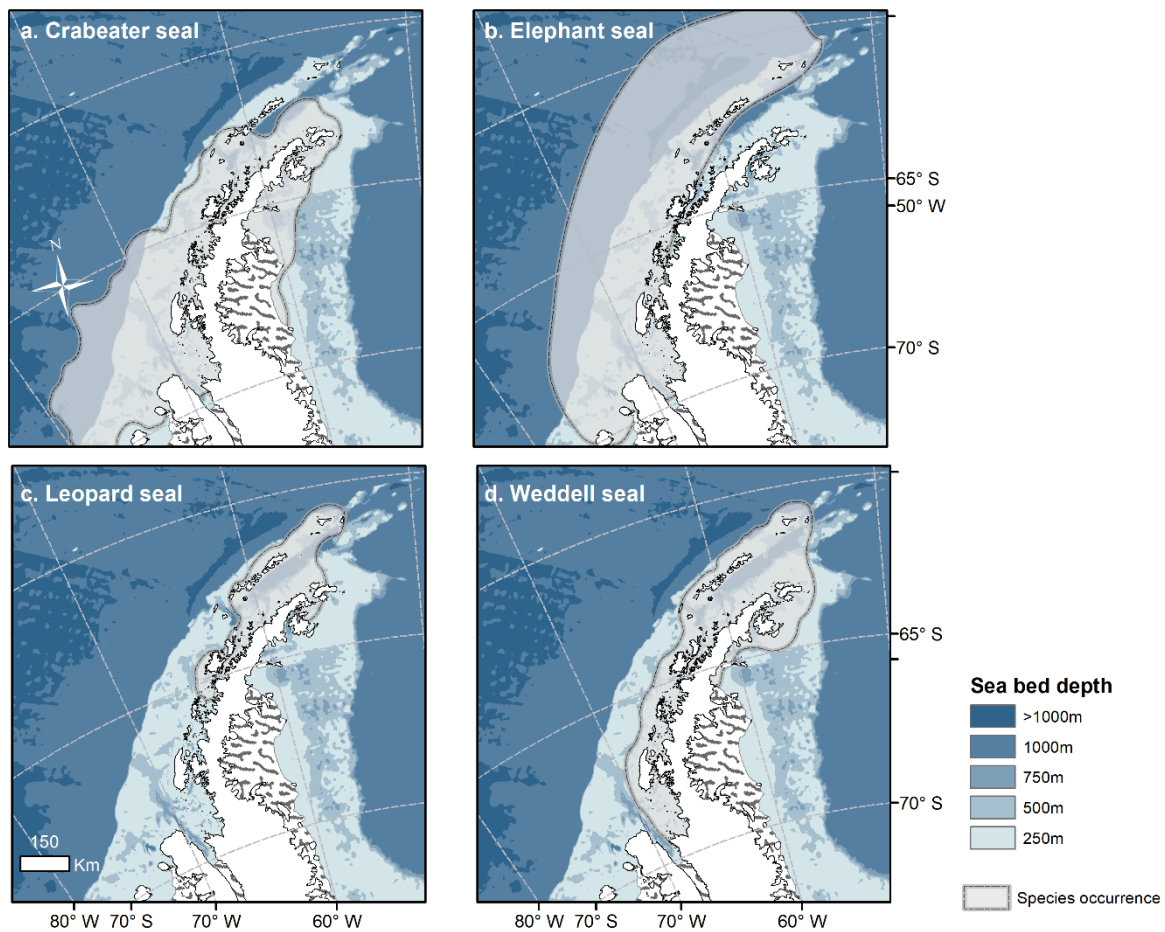 a. Crabeater seal
b. Elephant seal
N
65° S
50° W
70° S
c. Leopard seal
d. Weddell seal
65° S
70° S
150
Km
80° W 70° S 70° W 60° W
80° W 70° S 70° W 60° W
Sea bed depth
>1000m
1000m
750m
500m
250m
Species occurrence